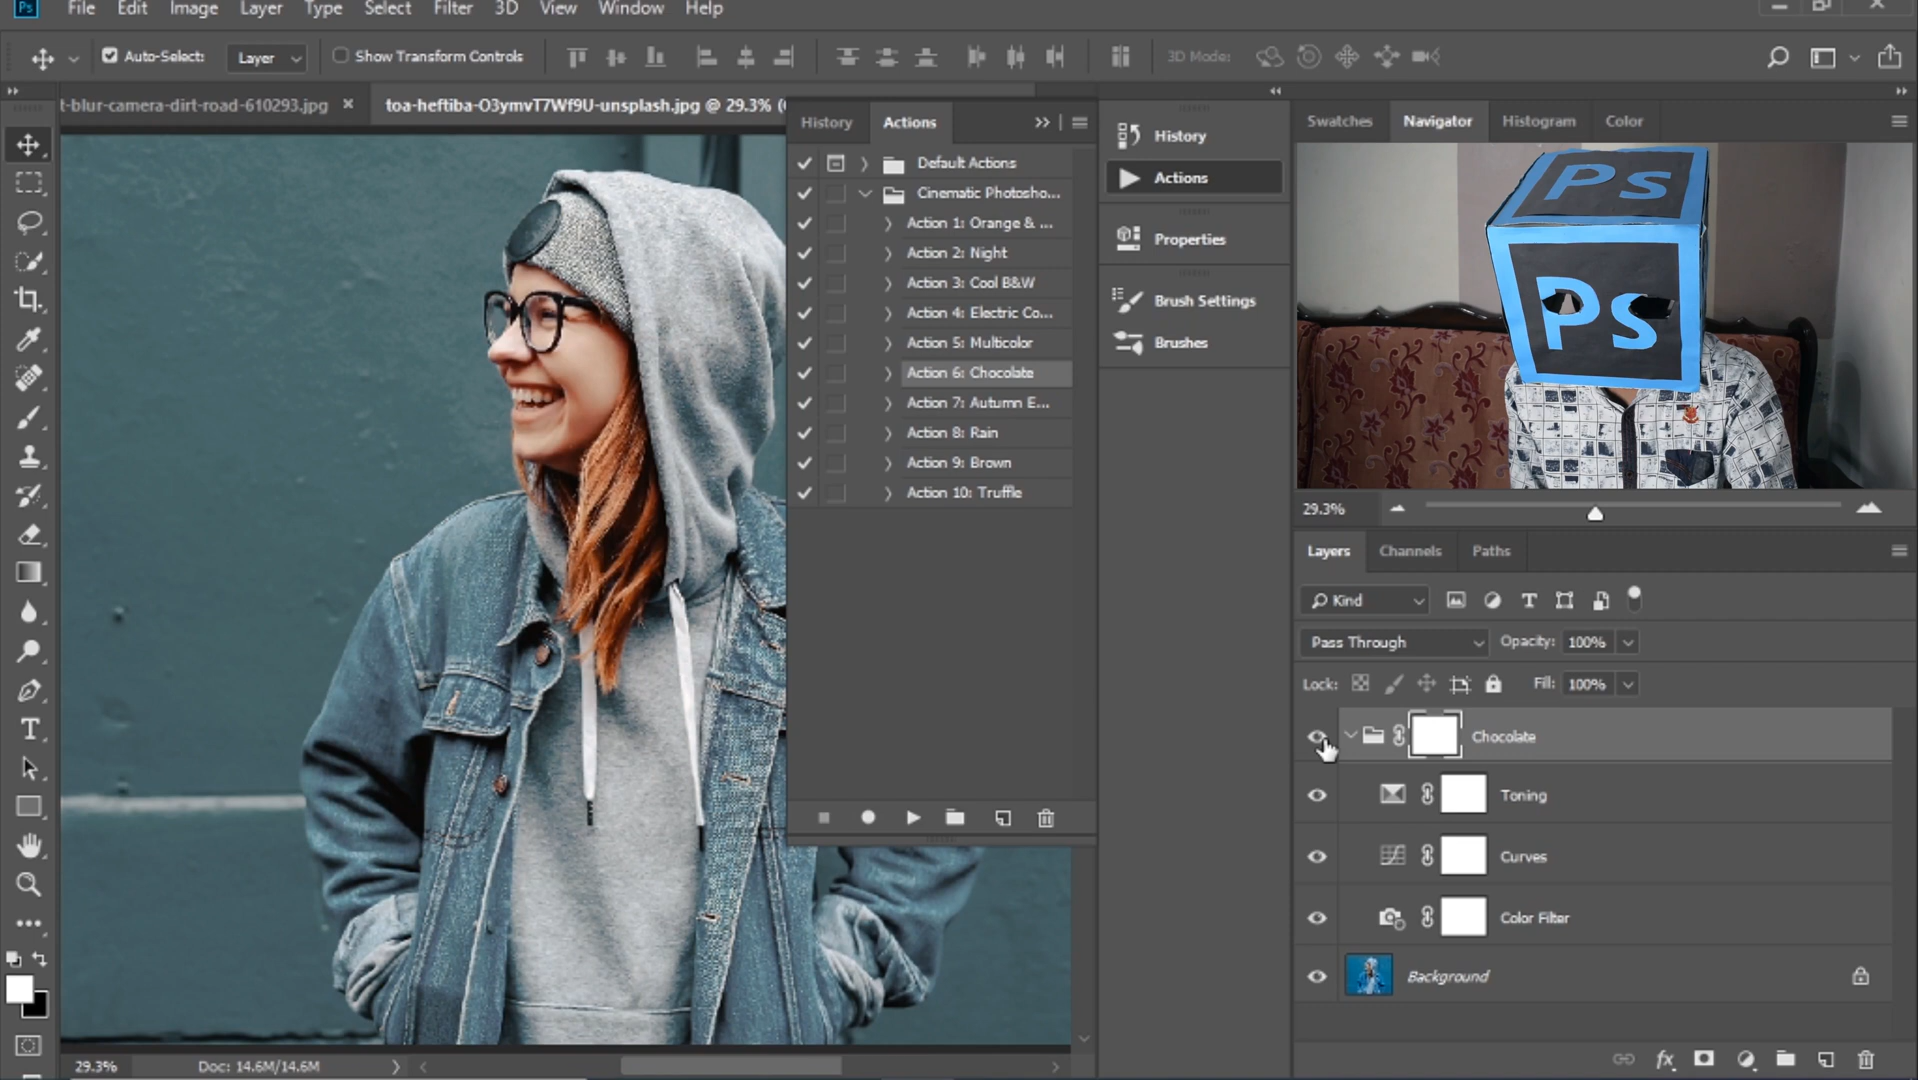 Ps File Edit Image Layer Type Select Filter 3D View Window Help
Auto-Select: Layer Show Transform Controls 3D Mode:
t-blur-camera-dirt-road-610293.jpg × toa-heftiba-O3ymvT7Wf9U-unsplash.jpg @ 29.3% (
History Actions
Default Actions
Cinematic Photosho...
Action 1: Orange & ...
Action 2: Night
Action 3: Cool B&W
Action 4: Electric Co...
Action 5: Multicolor
Action 6: Chocolate
Action 7: Autumn E...
Action 8: Rain
Action 9: Brown
Action 10: Truffle
History
Actions
Properties
Brush Settings
Brushes
Swatches Navigator Histogram Color
Ps
Ps
29.3%
Layers Channels Paths
Kind
Pass Through Opacity: 100%
Lock: Fill: 100%
Chocolate
Toning
Curves
Color Filter
Background
29.3% Doc: 14.6M/14.6M